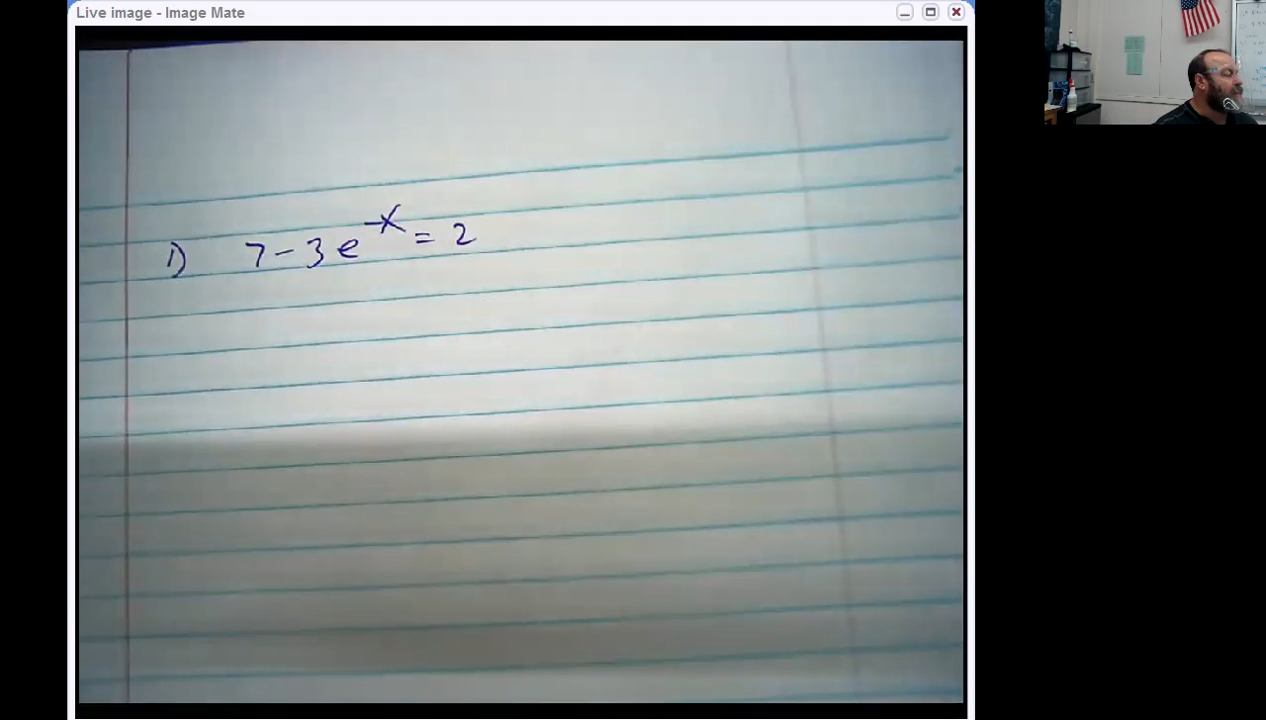 Live image - Image Mate
1) 7 - 3e^{-x} = 2